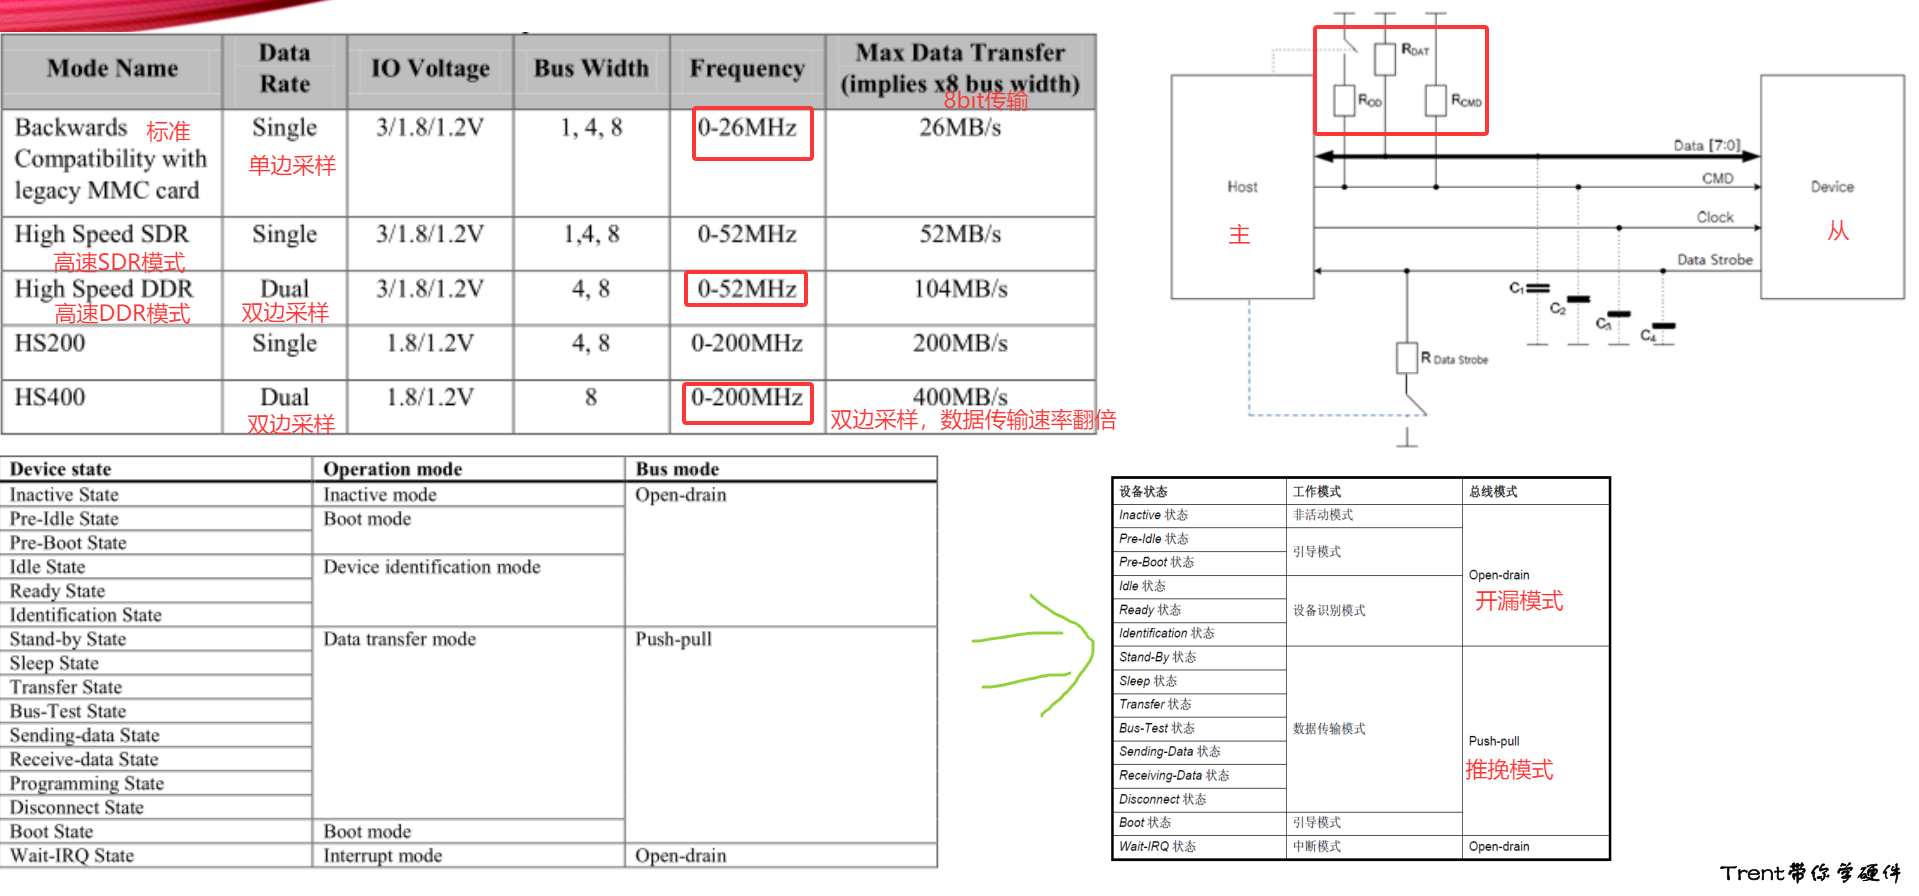 Mode Name
Data
Rate
IO Voltage
Bus Width
Frequency
Max Data Transfer
(implies x8 bus width)
8bit传输
Backwards 标准
Compatibility with
legacy MMC card
Single
单边采样
3/1.8/1.2V
1, 4, 8
0-26MHz
26MB/s
High Speed SDR
高速SDR模式
Single
3/1.8/1.2V
1,4, 8
0-52MHz
52MB/s
High Speed DDR
高速DDR模式
Dual
双边采样
3/1.8/1.2V
4, 8
0-52MHz
104MB/s
HS200
Single
1.8/1.2V
4, 8
0-200MHz
200MB/s
HS400
Dual
双边采样
1.8/1.2V
8
0-200MHz
400MB/s
双边采样，数据传输速率翻倍
RDAT
ROD
RCMD
Data [7:0]
CMD
Clock
Data Strobe
Host
主
Device
从
C1
C2
C3
C4
R Data Strobe
Device state
Operation mode
Bus mode
Inactive State
Inactive mode
Open-drain
Pre-Idle State
Boot mode
Pre-Boot State
Idle State
Device identification mode
Ready State
Identification State
Stand-by State
Data transfer mode
Push-pull
Sleep State
Transfer State
Bus-Test State
Sending-data State
Receive-data State
Programming State
Disconnect State
Boot State
Boot mode
Wait-IRQ State
Interrupt mode
Open-drain
设备状态
工作模式
总线模式
Inactive 状态
非活动模式
Pre-Idle 状态
引导模式
Pre-Boot 状态
Open-drain
开漏模式
Idle 状态
Ready 状态
设备识别模式
Identification 状态
Stand-By 状态
Sleep 状态
Transfer 状态
Bus-Test 状态
数据传输模式
Push-pull
推挽模式
Sending-Data 状态
Receiving-Data 状态
Disconnect 状态
Boot 状态
引导模式
Wait-IRQ 状态
中断模式
Open-drain
Trent带你学硬件